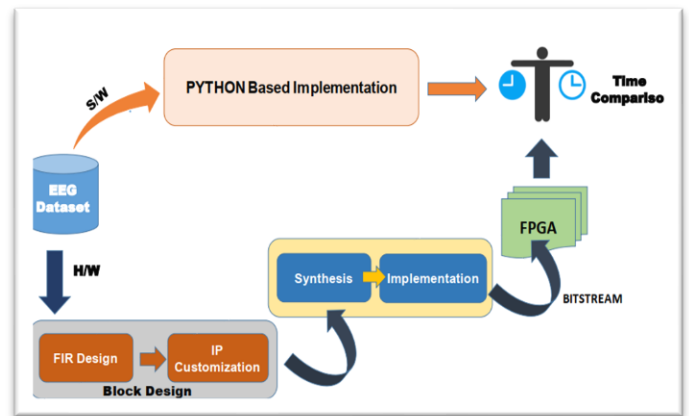 PYTHON Based Implementation
Time
Compariso
S/W
EEG
Dataset
H/W
FPGA
Synthesis
Implementation
BITSTREAM
FIR Design
IP
Customization
Block Design